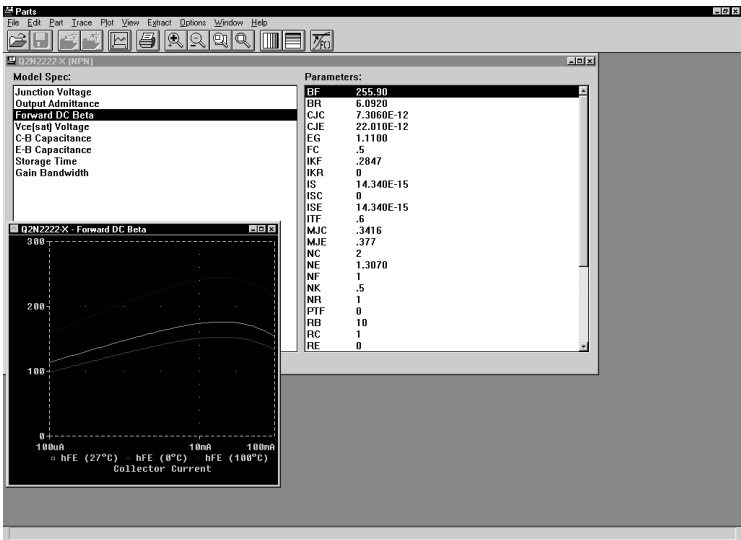 Parts
File Edit Part Trace Plot View Extract Options Window Help
Q2N2222-X (NPN)
Model Spec:
Junction Voltage
Output Admittance
Forward DC Beta
Vce(sat) Voltage
C-B Capacitance
E-B Capacitance
Storage Time
Gain Bandwidth
Parameters:
BF 255.90
BR 6.0920
CJC 7.3060E-12
CJE 22.010E-12
EG 1.1100
FC .5
IKF .2847
IKR 0
IS 14.340E-15
ISC 0
ISE 14.340E-15
ITF .6
MJC .3416
MJE .377
NC 2
NE 1.3070
NF 1
NK .5
NR 1
PTF 0
RB 10
RC 1
RE 0
Q2N2222-X - Forward DC Beta
300
200
100
0
100uA 10mA 100mA
hFE (27°C) hFE (0°C) hFE (100°C)
Collector Current